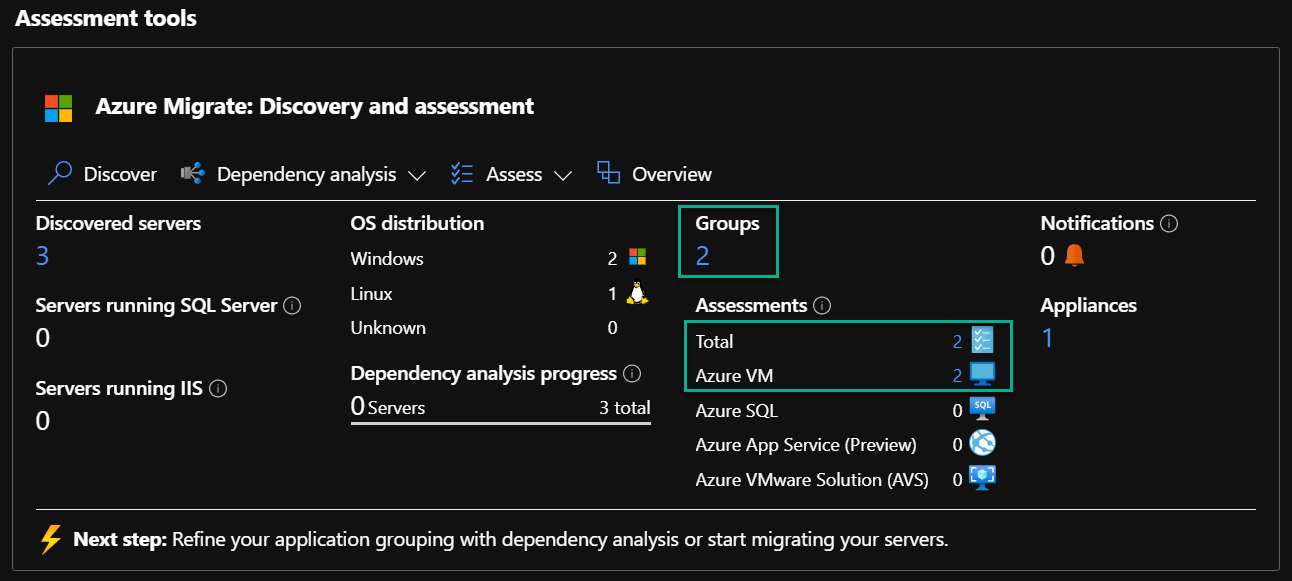 Assessment tools
Azure Migrate: Discovery and assessment
Discover Dependency analysis Assess Overview
Discovered servers
3
Servers running SQL Server
0
Servers running IIS
0
OS distribution
Windows 2
Linux 1
Unknown 0
Dependency analysis progress
0 Servers 3 total
Groups
2
Assessments
Total 2
Azure VM 2
Azure SQL 0 SQL
Azure App Service (Preview) 0
Azure VMware Solution (AVS) 0
Notifications
0
Appliances
1
Next step: Refine your application grouping with dependency analysis or start migrating your servers.